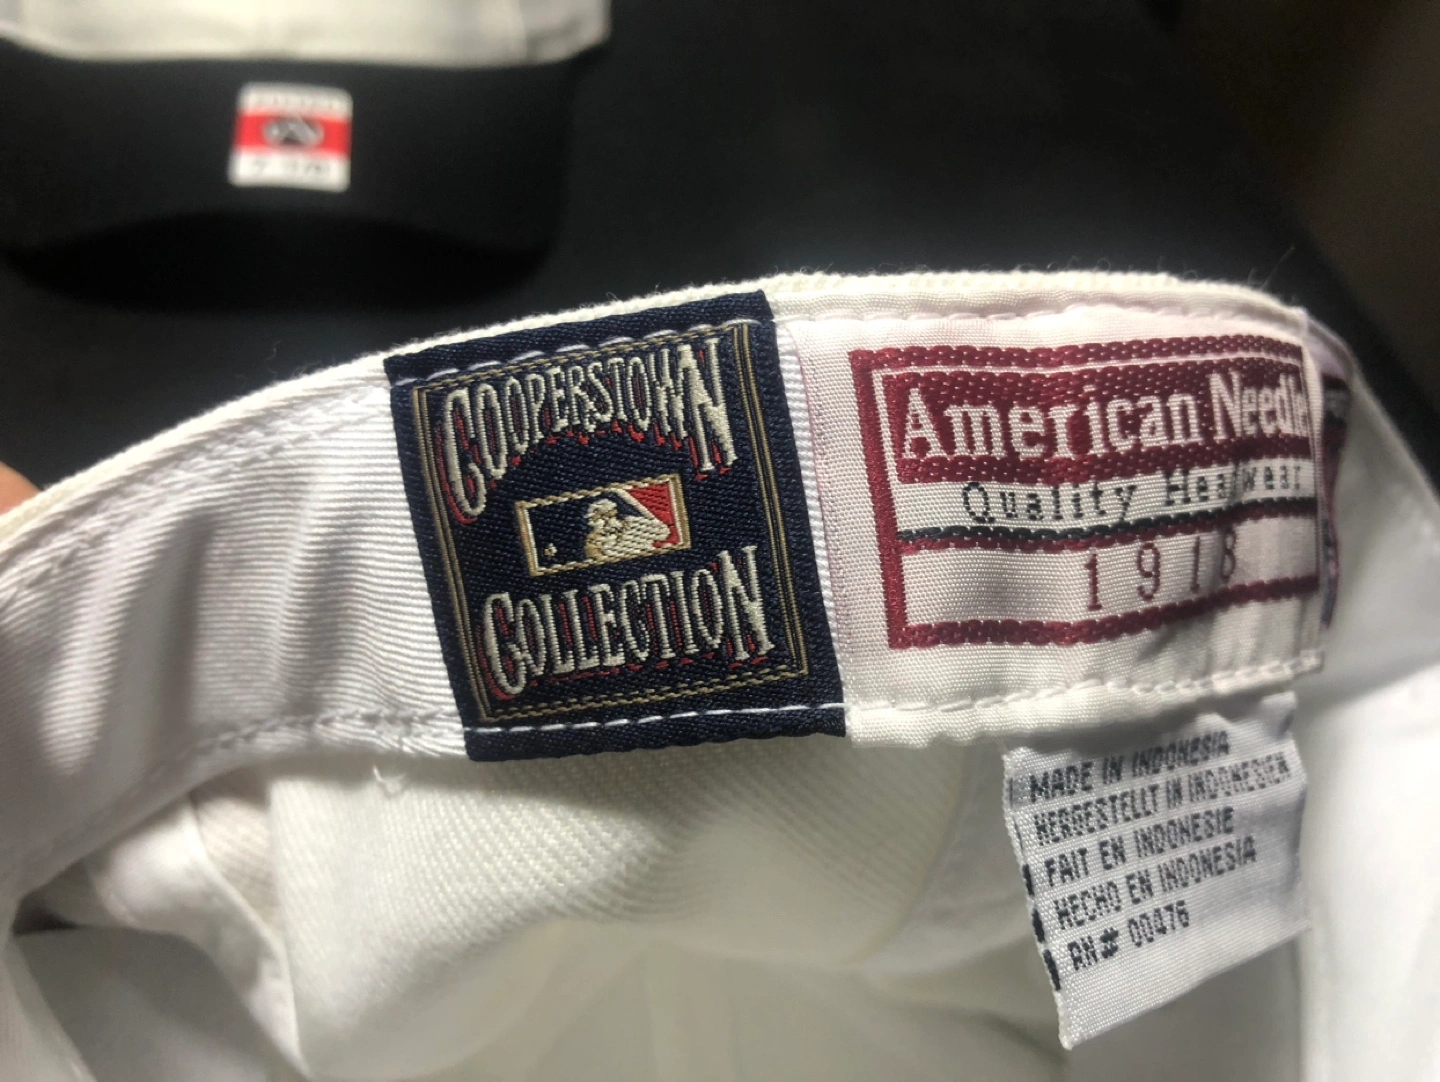 COOPERSTOWN
COLLECTION
American Needle
Quality Headwear
1918
MADE IN INDONESIA
HERGESTELLT IN INDONESIEN
FAIT EN INDONESIE
HECHO EN INDONESIA
RN# 00476